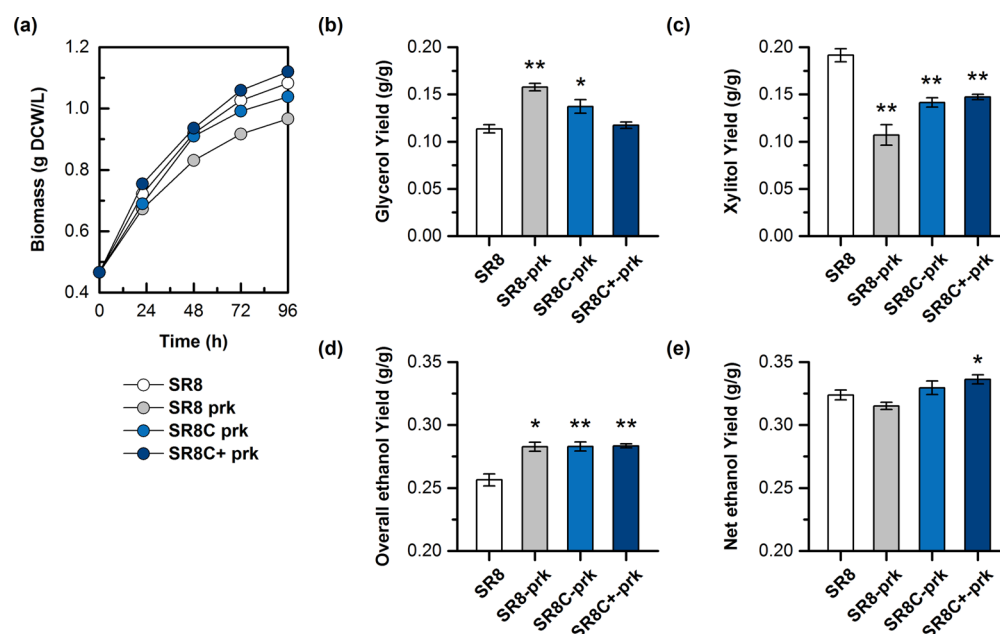 (a)
Biomass (g DCW/L)
1.2
1.0
0.8
0.6
0.4
0
24
48
72
96
Time (h)
SR8
SR8 prk
SR8C prk
SR8C+ prk
(b)
Glycerol Yield (g/g)
0.20
**
*
0.15
0.10
0.05
0.00
SR8
SR8-prk
SR8C-prk
SR8C+-prk
(c)
Xylitol Yield (g/g)
0.20
**
**
**
0.15
0.10
0.05
0.00
SR8
SR8-prk
SR8C-prk
SR8C+-prk
(d)
Overall ethanol Yield (g/g)
0.35
0.30
*
**
**
0.25
0.20
SR8
SR8-prk
SR8C-prk
SR8C+-prk
(e)
Net ethanol Yield (g/g)
0.35
*
0.30
0.25
0.20
SR8
SR8-prk
SR8C-prk
SR8C+-prk